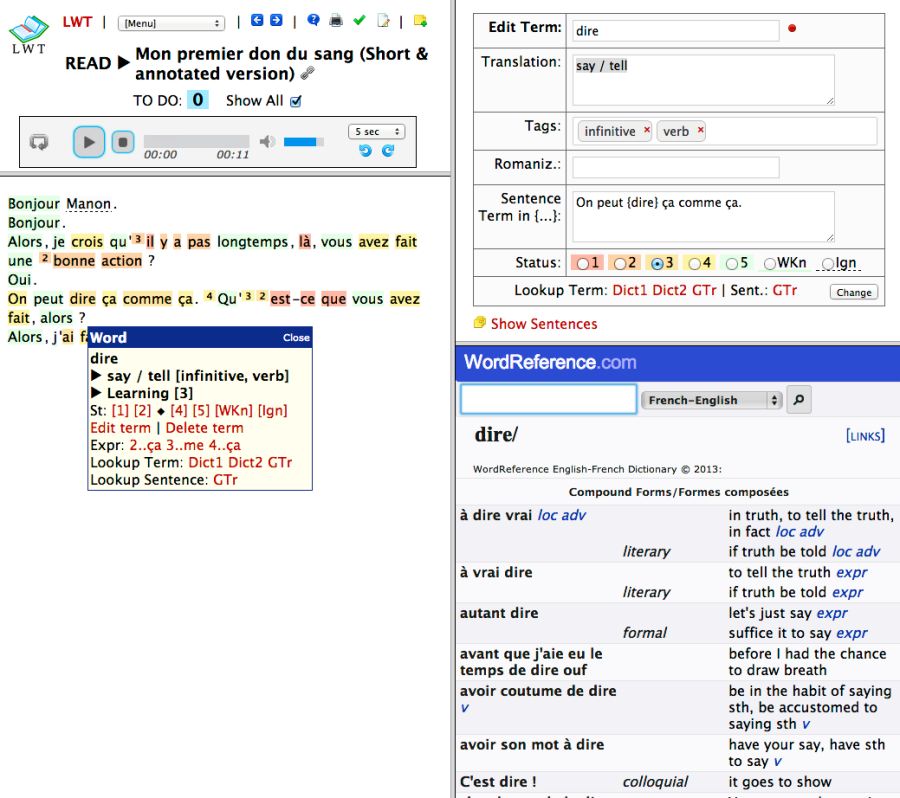 LWT
LWT | [Menu] | | |
READ ▶ Mon premier don du sang (Short &
annotated version)
TO DO: 0 Show All
5 sec
00:00 00:11
Bonjour Manon.
Bonjour.
Alors, je crois qu'3 il y a pas longtemps, là, vous avez fait
une 2 bonne action ?
Oui.
On peut dire ça comme ça. 4 Qu'3 2 est-ce que vous avez
fait, alors ?
Alors, j'ai
Word Close
dire
▶ say / tell [infinitive, verb]
▶ Learning [3]
St: [1] [2] ◆ [4] [5] [WKn] [Ign]
Edit term | Delete term
Expr: 2..ça 3..me 4..ça
Lookup Term: Dict1 Dict2 GTr
Lookup Sentence: GTr
Edit Term: dire
Translation: say / tell
Tags: infinitive × verb ×
Romaniz.:
Sentence On peut {dire} ça comme ça.
Term in {...}:
Status: 1 2 3 4 5 WKn Ign
Lookup Term: Dict1 Dict2 GTr | Sent.: GTr Change
Show Sentences
WordReference.com
French-English
dire/ [LINKS]
WordReference English-French Dictionary © 2013:
Compound Forms/Formes composées
à dire vrai loc adv in truth, to tell the truth,
in fact loc adv
literary if truth be told loc adv
à vrai dire to tell the truth expr
literary if truth be told expr
autant dire let's just say expr
formal suffice it to say expr
avant que j'aie eu le before I had the chance
temps de dire ouf to draw breath
avoir coutume de dire be in the habit of saying
v sth, be accustomed to
saying sth v
avoir son mot à dire have your say, have sth
to say v
C'est dire ! colloquial it goes to show